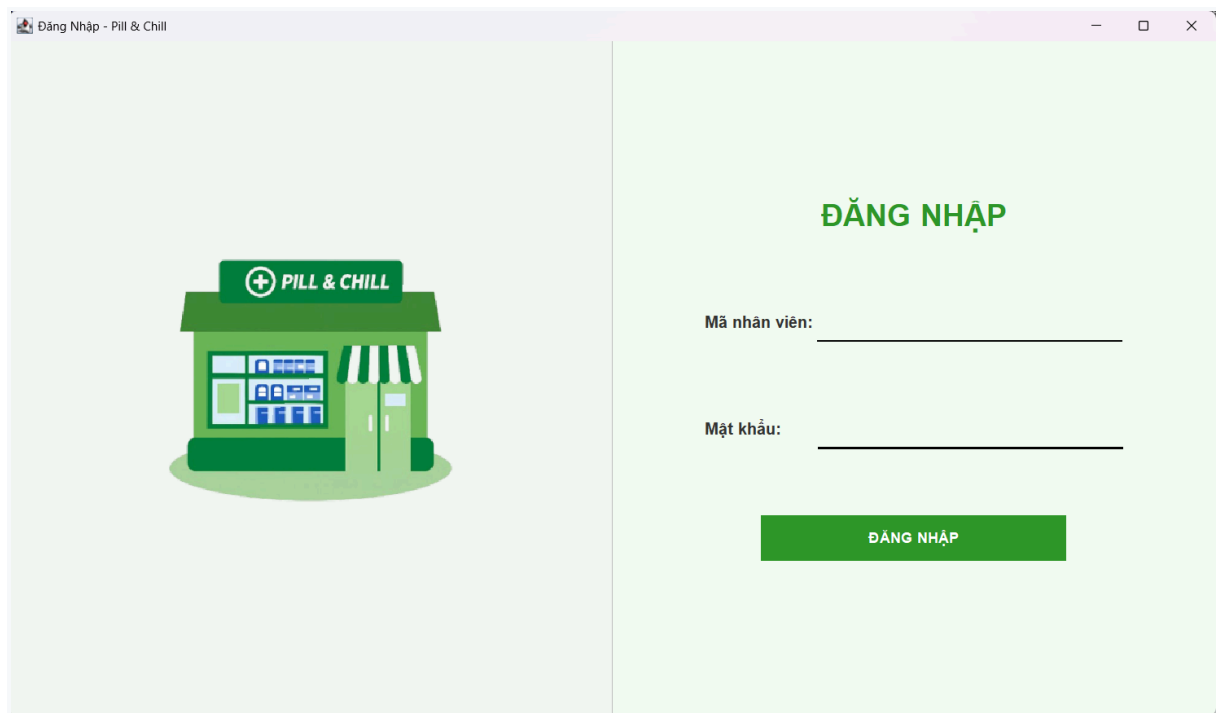 Đăng Nhập - Pill & Chill
PILL & CHILL
ĐĂNG NHẬP
Mã nhân viên:
Mật khẩu:
ĐĂNG NHẬP